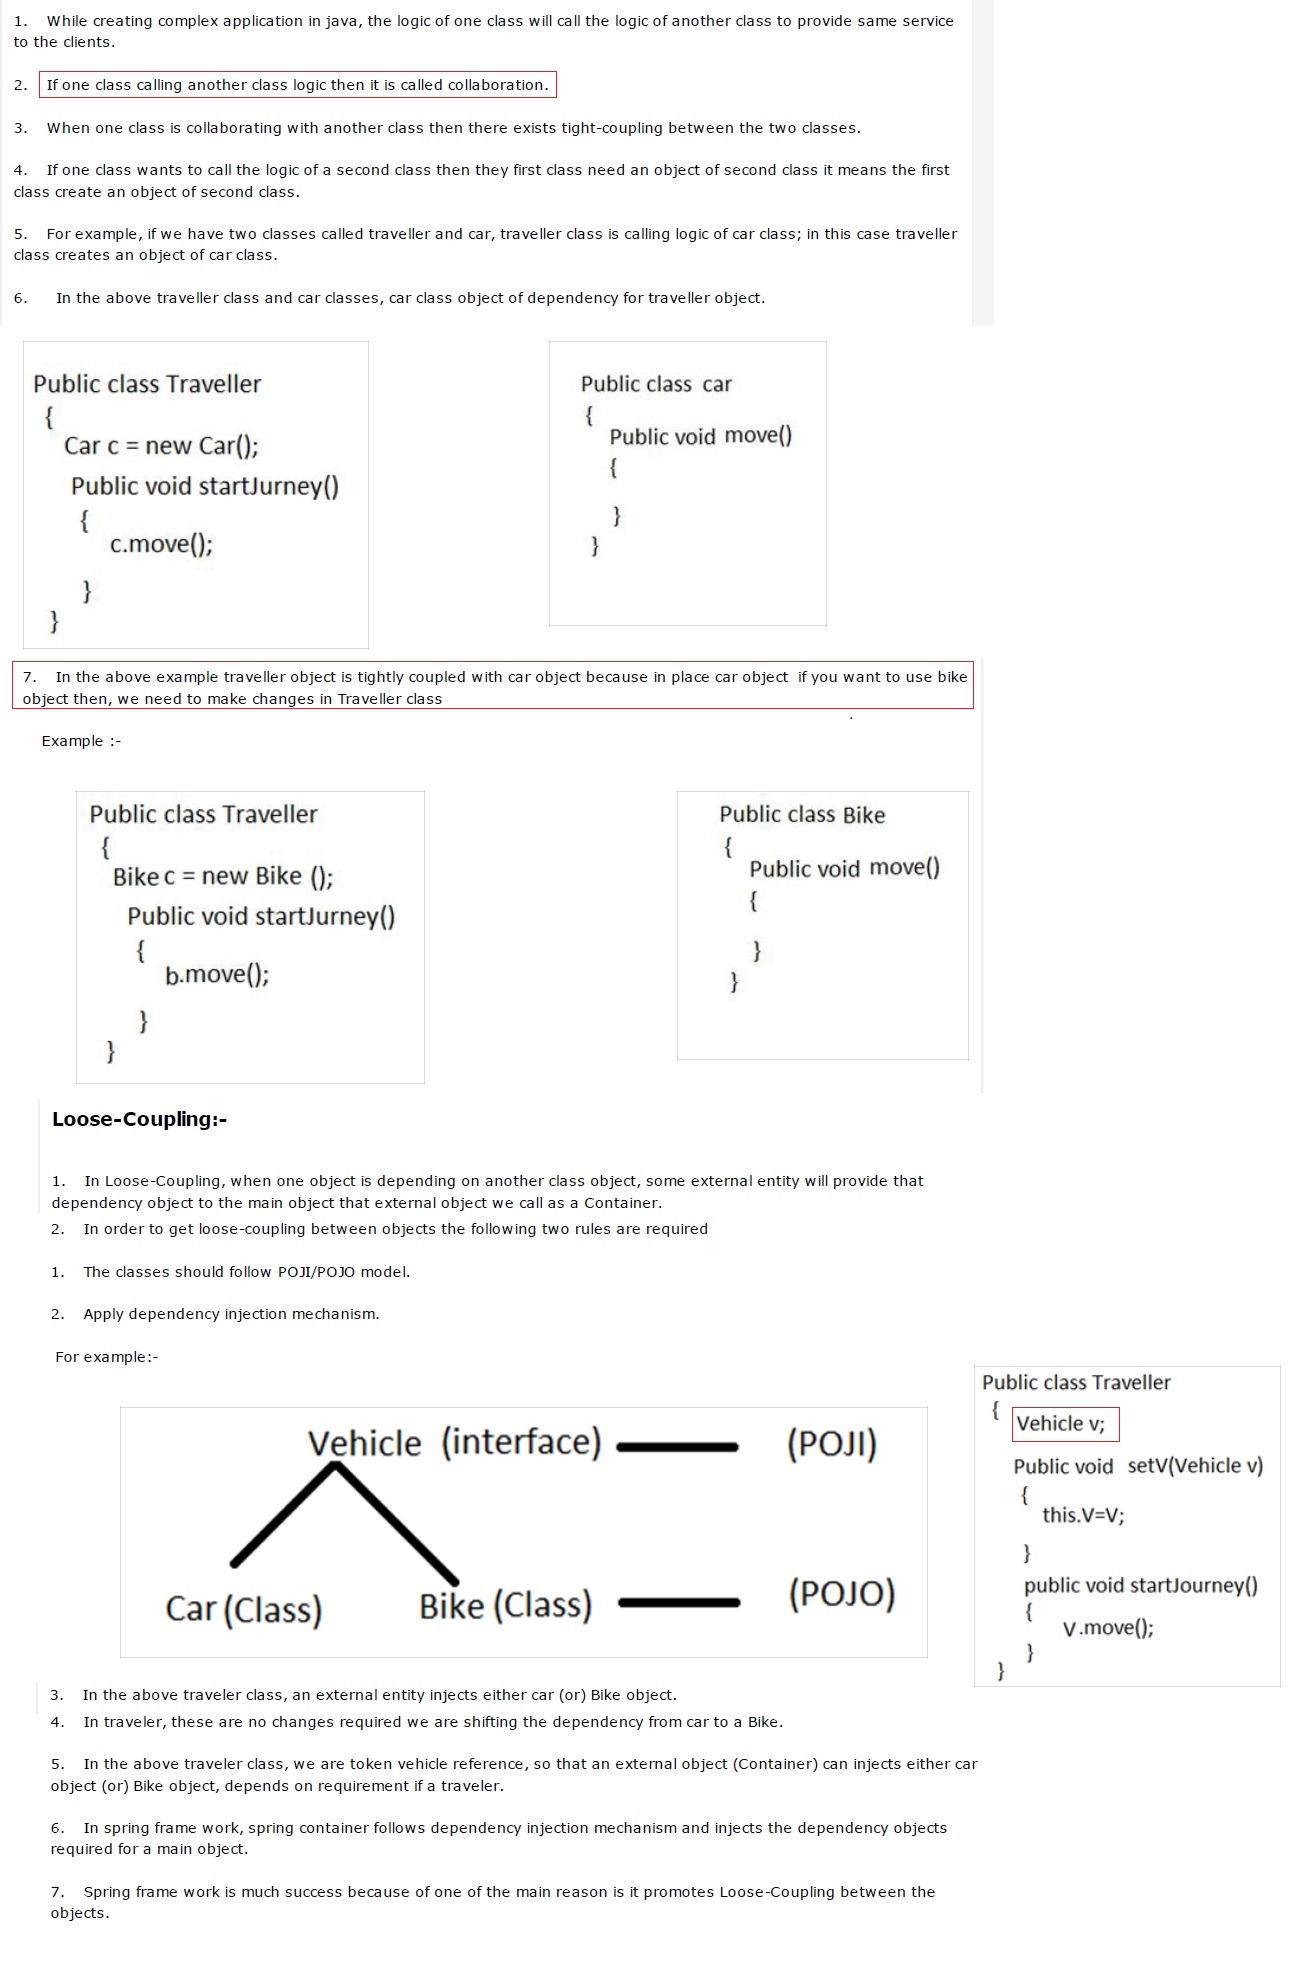 1. While creating complex application in java, the logic of one class will call the logic of another class to provide same service
to the clients.
2. If one class calling another class logic then it is called collaboration.
3. When one class is collaborating with another class then there exists tight-coupling between the two classes.
4. If one class wants to call the logic of a second class then they first class need an object of second class it means the first
class create an object of second class.
5. For example, if we have two classes called traveller and car, traveller class is calling logic of car class; in this case traveller
class creates an object of car class.
6. In the above traveller class and car classes, car class object of dependency for traveller object.
Public class Traveller
{
Car c = new Car();
Public void startJurney()
{
c.move();
}
}
Public class car
{
Public void move()
{
}
}
7. In the above example traveller object is tightly coupled with car object because in place car object if you want to use bike
object then, we need to make changes in Traveller class
.
Example :-
Public class Traveller
{
Bike c = new Bike ();
Public void startJurney()
{
b.move();
}
}
Public class Bike
{
Public void move()
{
}
}
Loose-Coupling:-
1. In Loose-Coupling, when one object is depending on another class object, some external entity will provide that
dependency object to the main object that external object we call as a Container.
2. In order to get loose-coupling between objects the following two rules are required
1. The classes should follow POJI/POJO model.
2. Apply dependency injection mechanism.
For example:-
Vehicle (interface) (POJI)
Car (Class) Bike (Class) (POJO)
Public class Traveller
{
Vehicle v;
Public void setV(Vehicle v)
{
this.V=V;
}
public void startJourney()
{
V.move();
}
}
3. In the above traveler class, an external entity injects either car (or) Bike object.
4. In traveler, these are no changes required we are shifting the dependency from car to a Bike.
5. In the above traveler class, we are token vehicle reference, so that an external object (Container) can injects either car
object (or) Bike object, depends on requirement if a traveler.
6. In spring frame work, spring container follows dependency injection mechanism and injects the dependency objects
required for a main object.
7. Spring frame work is much success because of one of the main reason is it promotes Loose-Coupling between the
objects.